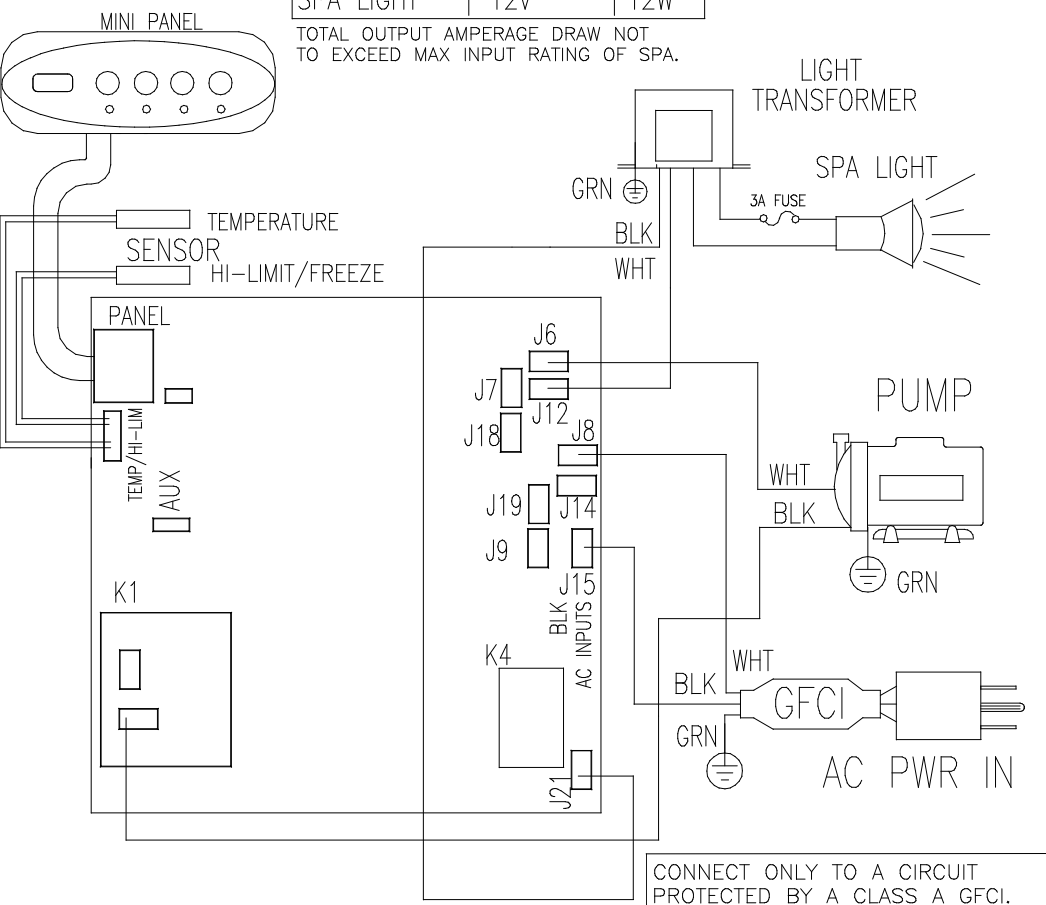 SPA LIGHT 12V 12W
TOTAL OUTPUT AMPERAGE DRAW NOT
TO EXCEED MAX INPUT RATING OF SPA.
MINI PANEL
LIGHT
TRANSFORMER
SPA LIGHT
3A FUSE
GRN
BLK
WHT
TEMPERATURE
SENSOR
HI-LIMIT/FREEZE
PANEL
TEMP/HI-LIM
AUX
J6
J7
J12
J18
J8
J14
J19
J9
J15
PUMP
WHT
BLK
GRN
K1
BLK
AC INPUTS
K4
J21
WHT
BLK
GFCI
GRN
AC PWR IN
CONNECT ONLY TO A CIRCUIT
PROTECTED BY A CLASS A GFCI.